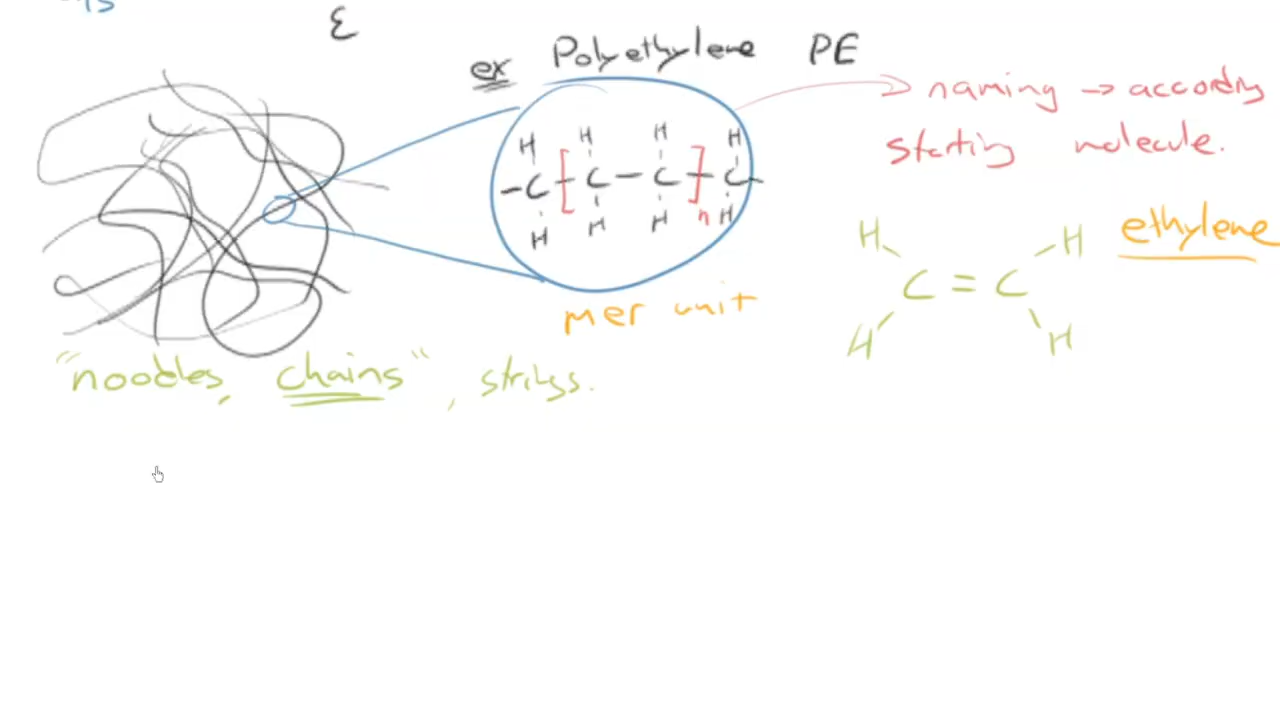 ε
ex Polyethylene PE
naming → according
starting molecule.
H H H H
- C - [ C - C ] - C -
n
H H H H
ethylene
H H
C = C
H H
mer unit
"noodles, chains", strings.